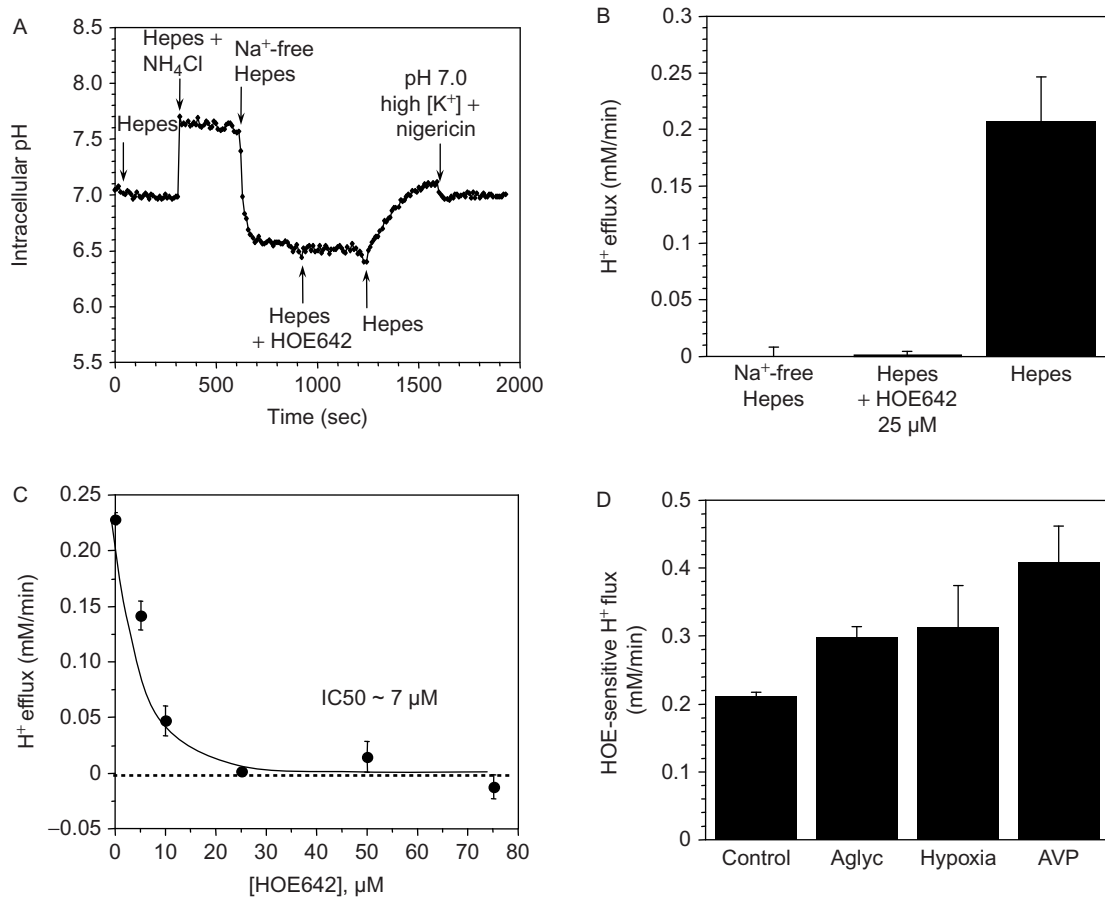 A
8.5
8.0
7.5
7.0
6.5
6.0
5.5
Intracellular pH
Hepes
Hepes +
NH₄Cl
Na⁺-free
Hepes
pH 7.0
high [K⁺] +
nigericin
Hepes
+ HOE642
Hepes
0
500
1000
1500
2000
Time (sec)
B
0.3
0.25
0.2
0.15
0.1
0.05
0
H⁺ efflux (mM/min)
Na⁺-free
Hepes
Hepes
+ HOE642
25 µM
Hepes
C
0.25
0.20
0.15
0.10
0.05
0
–0.05
H⁺ efflux (mM/min)
IC50 ~ 7 µM
0
10
20
30
40
50
60
70
80
[HOE642], µM
D
0.5
0.4
0.3
0.2
0.1
0
HOE-sensitive H⁺ flux
(mM/min)
Control
Aglyc
Hypoxia
AVP